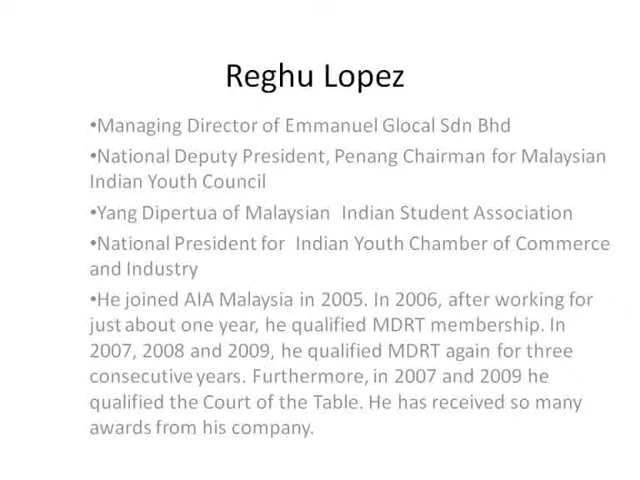 Reghu Lopez
•Managing Director of Emmanuel Glocal Sdn Bhd
•National Deputy President, Penang Chairman for Malaysian
Indian Youth Council
•Yang Dipertua of Malaysian  Indian Student Association
•National President for  Indian Youth Chamber of Commerce
and Industry
•He joined AIA Malaysia in 2005. In 2006, after working for
just about one year, he qualified MDRT membership. In
2007, 2008 and 2009, he qualified MDRT again for three
consecutive years. Furthermore, in 2007 and 2009 he
qualified the Court of the Table. He has received so many
awards from his company.